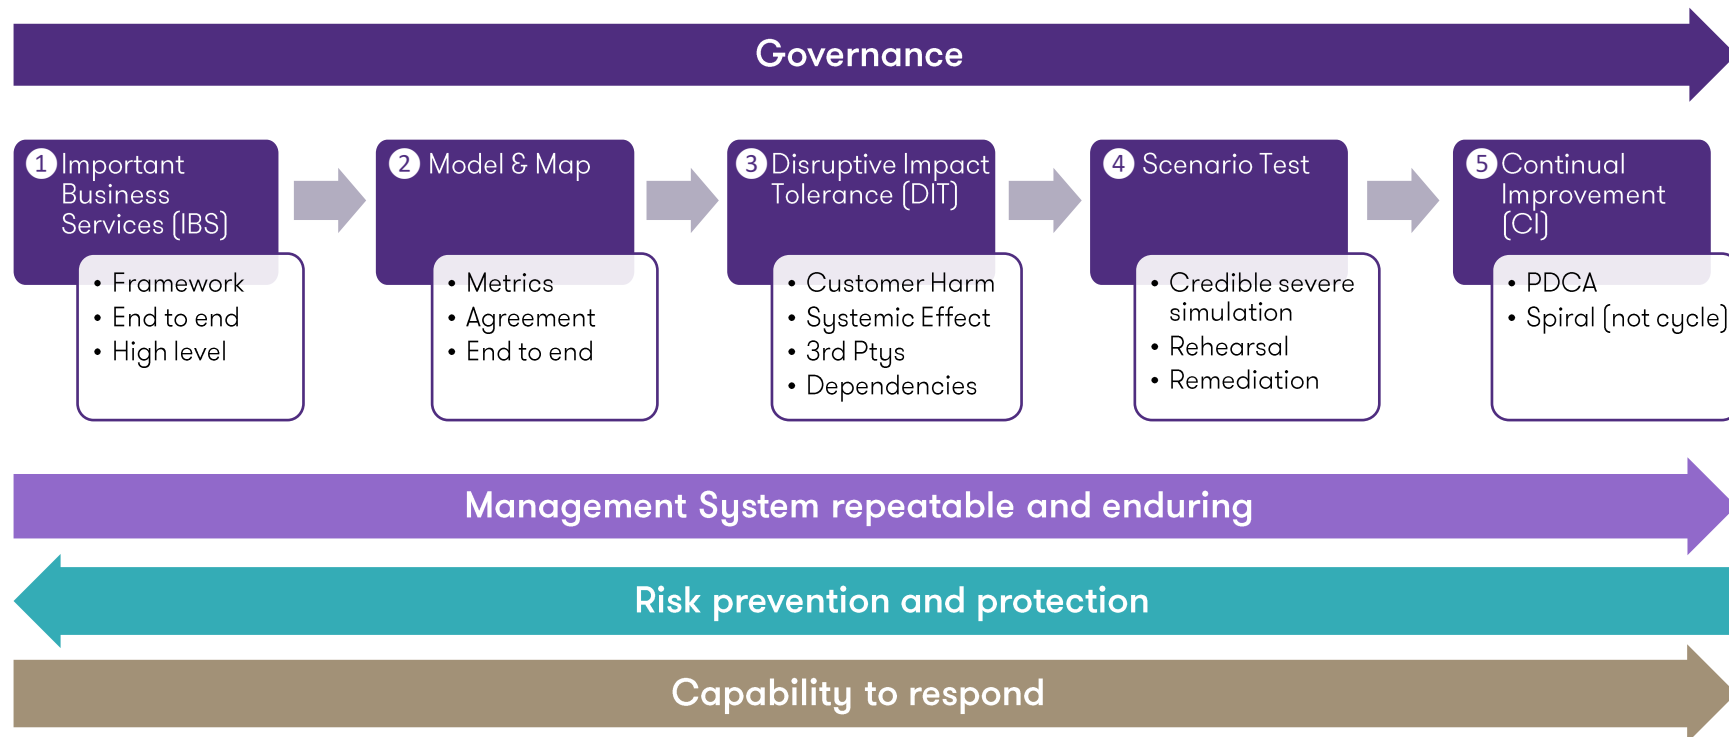 Governance
1 Important
Business
Services (IBS)
• Framework
• End to end
• High level
2 Model & Map
• Metrics
• Agreement
• End to end
3 Disruptive Impact
Tolerance (DIT)
• Customer Harm
• Systemic Effect
• 3rd Ptys
• Dependencies
4 Scenario Test
• Credible severe
simulation
• Rehearsal
• Remediation
5 Continual
Improvement
(CI)
• PDCA
• Spiral (not cycle)
Management System repeatable and enduring
Risk prevention and protection
Capability to respond